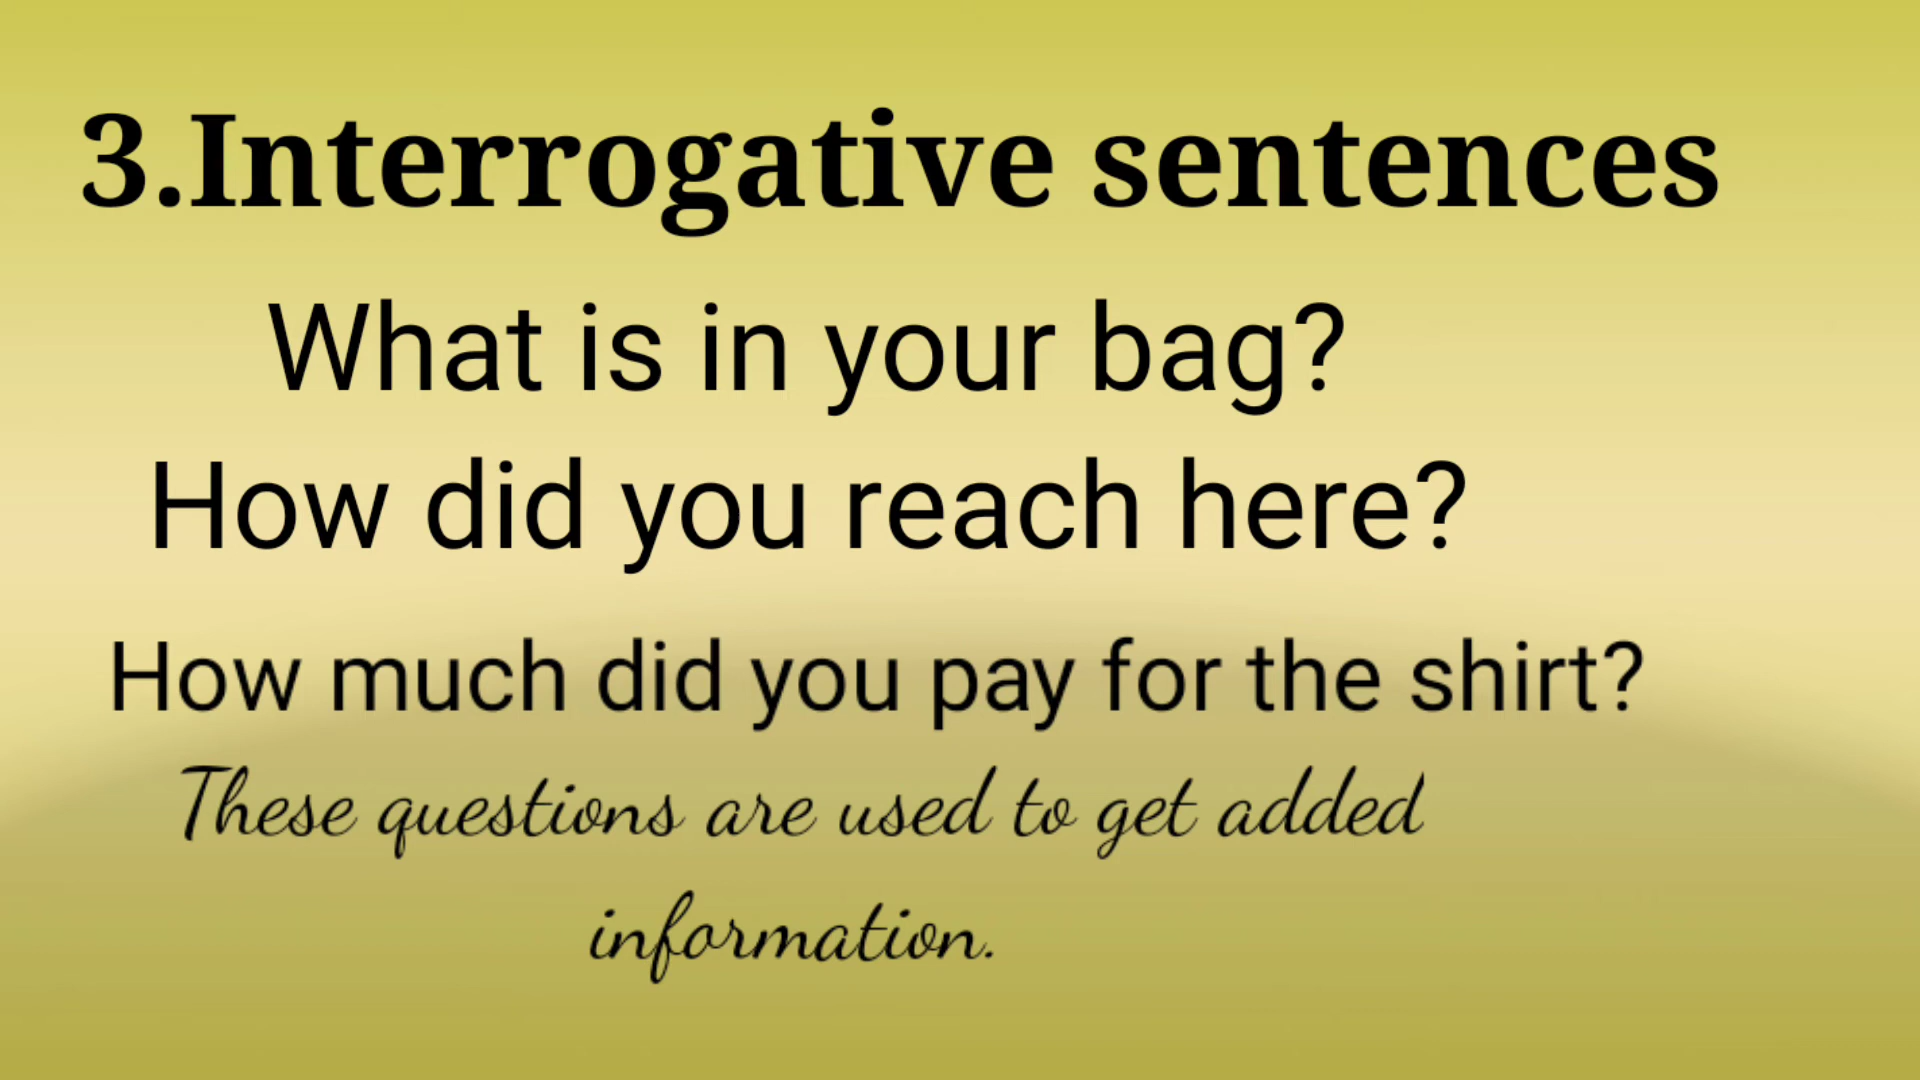 3.Interrogative sentences
What is in your bag?
How did you reach here?
How much did you pay for the shirt?
These questions are used to get added
information.